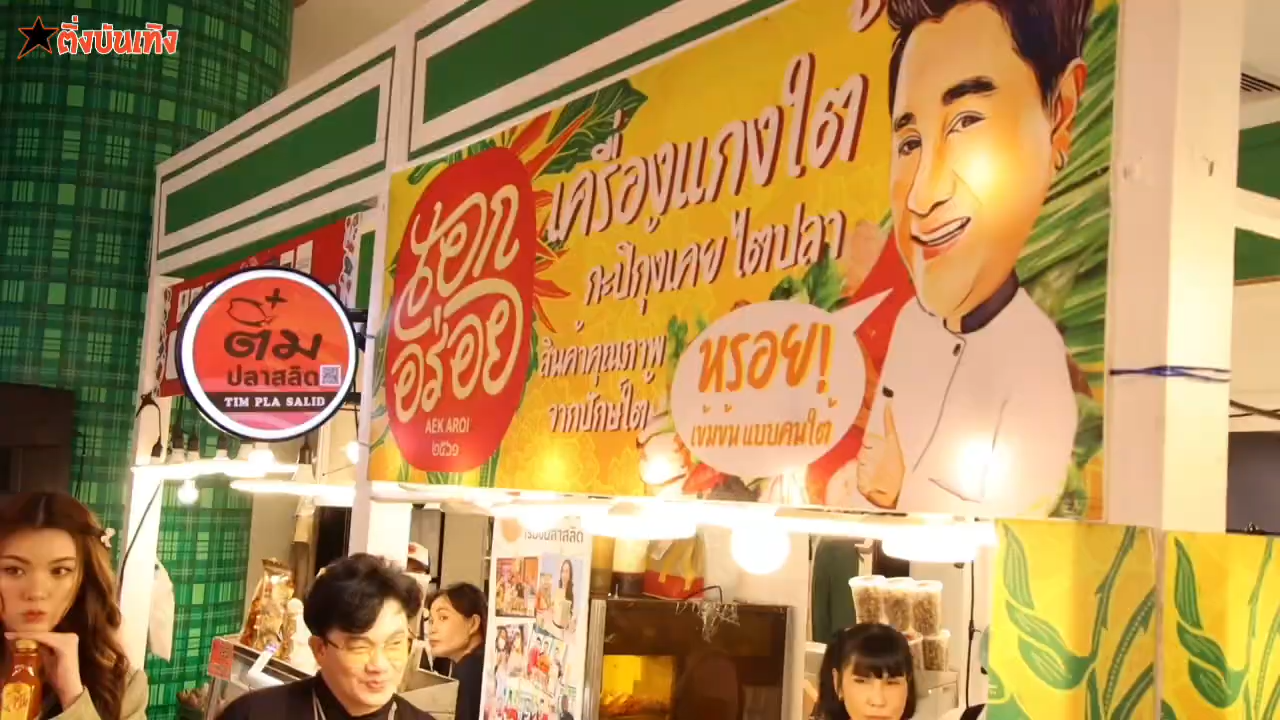 ติ่งบันเทิง
เอก
อร่อย
AEK AROI
๒๕๖๑
เครื่องแกงใต้
กะปิกุ้งเคย ไตปลา
สินค้าคุณภาพ
จากปักษ์ใต้
หรอย!
เข้มข้น แบบคนใต้
ติ๋ม
ปลาสลิด
TIM PLA SALID